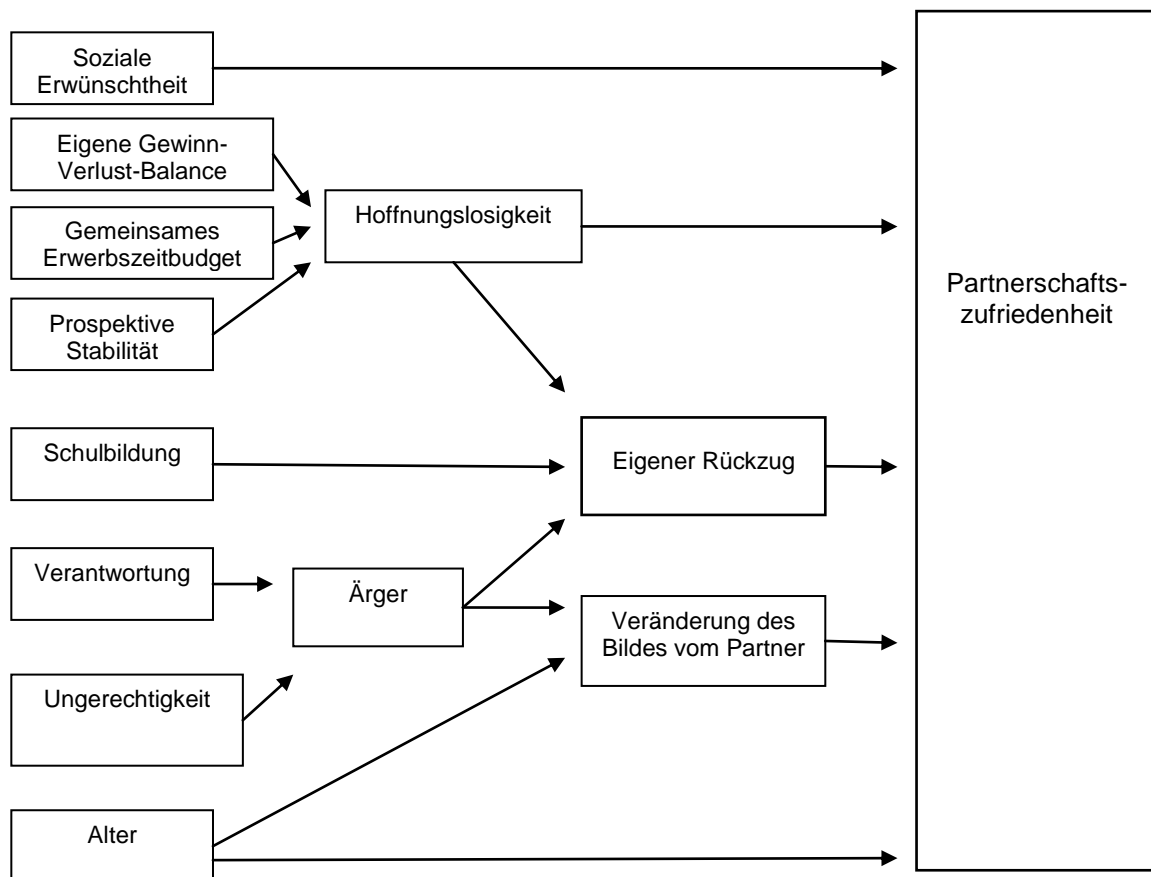 Soziale
Erwünschtheit
Eigene Gewinn-
Verlust-Balance
Gemeinsames
Erwerbszeitbudget
Prospektive
Stabilität
Hoffnungslosigkeit
Partnerschafts-
zufriedenheit
Schulbildung
Eigener Rückzug
Verantwortung
Ärger
Veränderung des
Bildes vom Partner
Ungerechtigkeit
Alter